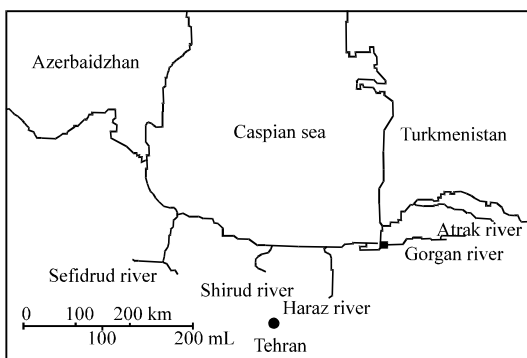 Azerbaidzhan
Caspian sea
Turkmenistan
Atrak river
Gorgan river
Sefidrud river
Shirud river
Haraz river
0 100 200 km
100 200 mL
Tehran